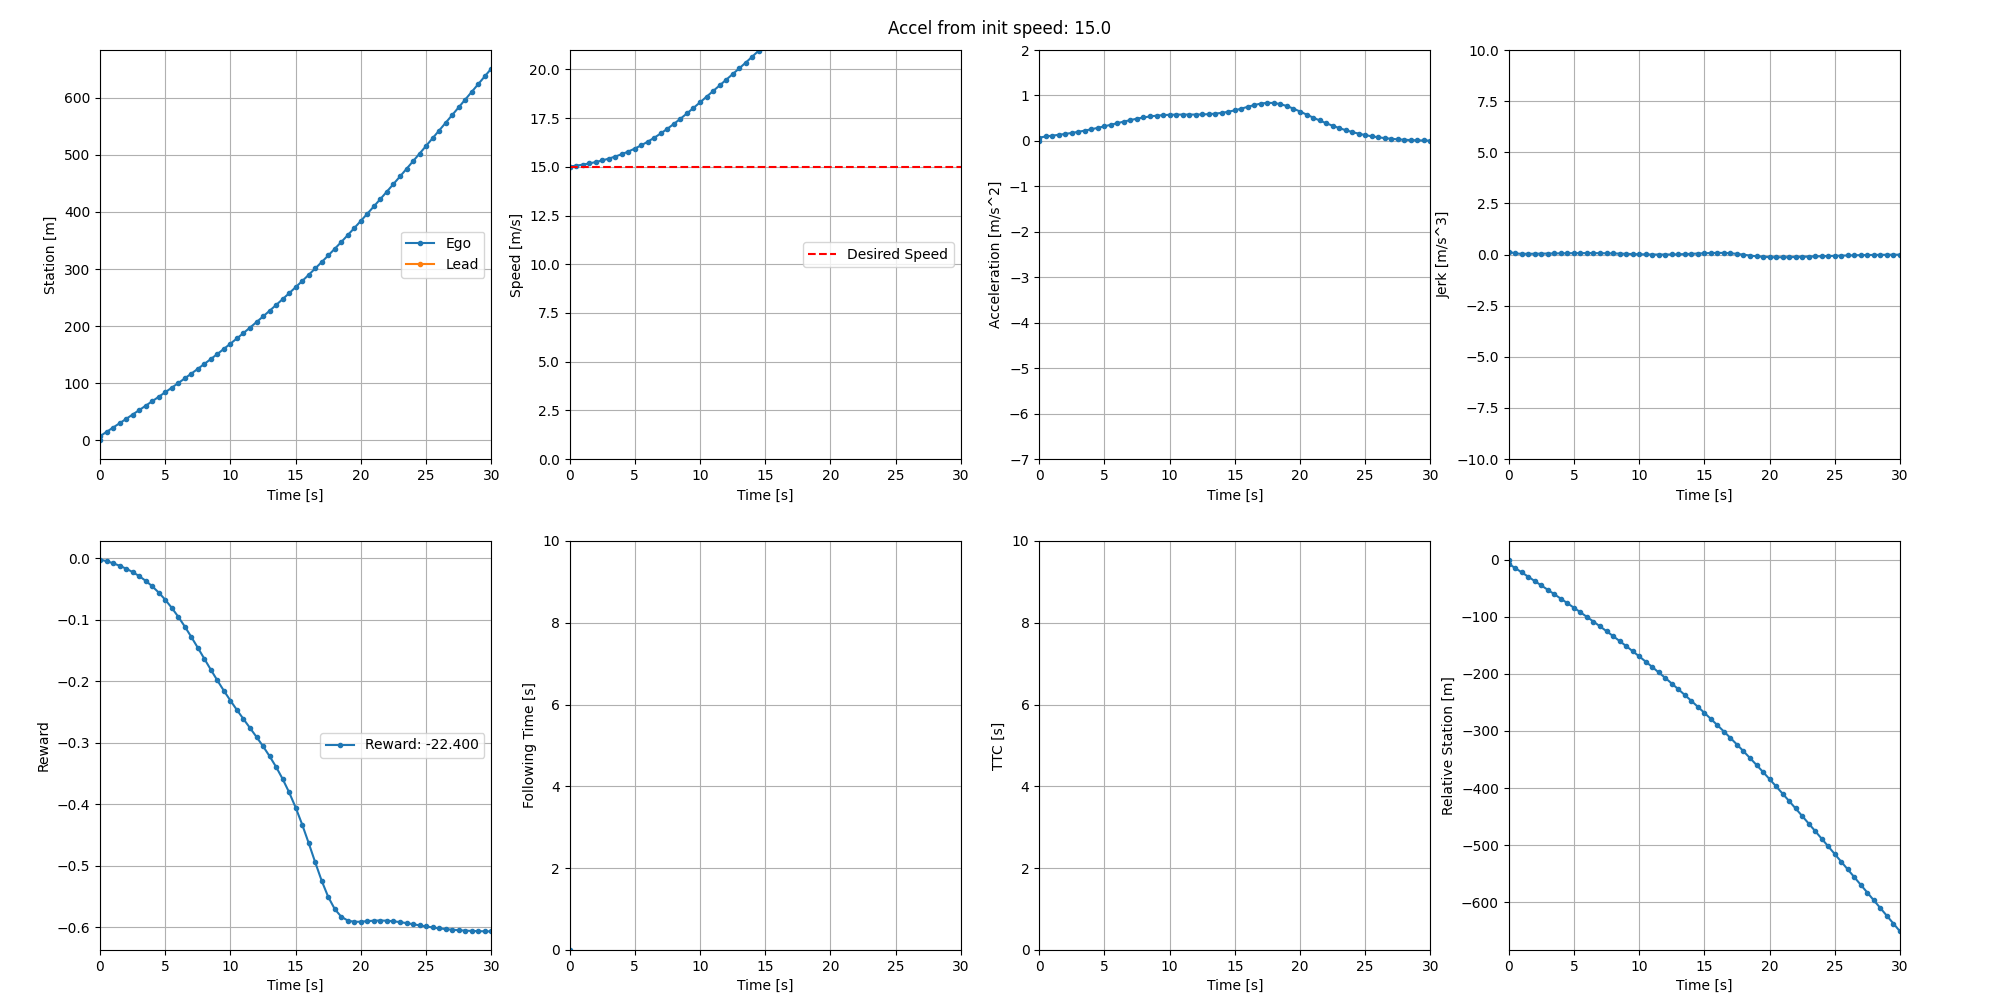 Accel from init speed: 15.0
Station [m]
600
500
400
300
200
100
0
Ego
Lead
0 5 10 15 20 25 30
Time [s]
Speed [m/s]
20.0
17.5
15.0
12.5
10.0
7.5
5.0
2.5
0.0
Desired Speed
0 5 10 15 20 25 30
Time [s]
Acceleration [m/s^2]
2
1
0
−1
−2
−3
−4
−5
−6
−7
0 5 10 15 20 25 30
Time [s]
Jerk [m/s^3]
10.0
7.5
5.0
2.5
0.0
−2.5
−5.0
−7.5
−10.0
0 5 10 15 20 25 30
Time [s]
Reward
0.0
−0.1
−0.2
−0.3
−0.4
−0.5
−0.6
Reward: -22.400
0 5 10 15 20 25 30
Time [s]
Following Time [s]
10
8
6
4
2
0
0 5 10 15 20 25 30
Time [s]
TTC [s]
10
8
6
4
2
0
0 5 10 15 20 25 30
Time [s]
Relative Station [m]
0
−100
−200
−300
−400
−500
−600
0 5 10 15 20 25 30
Time [s]